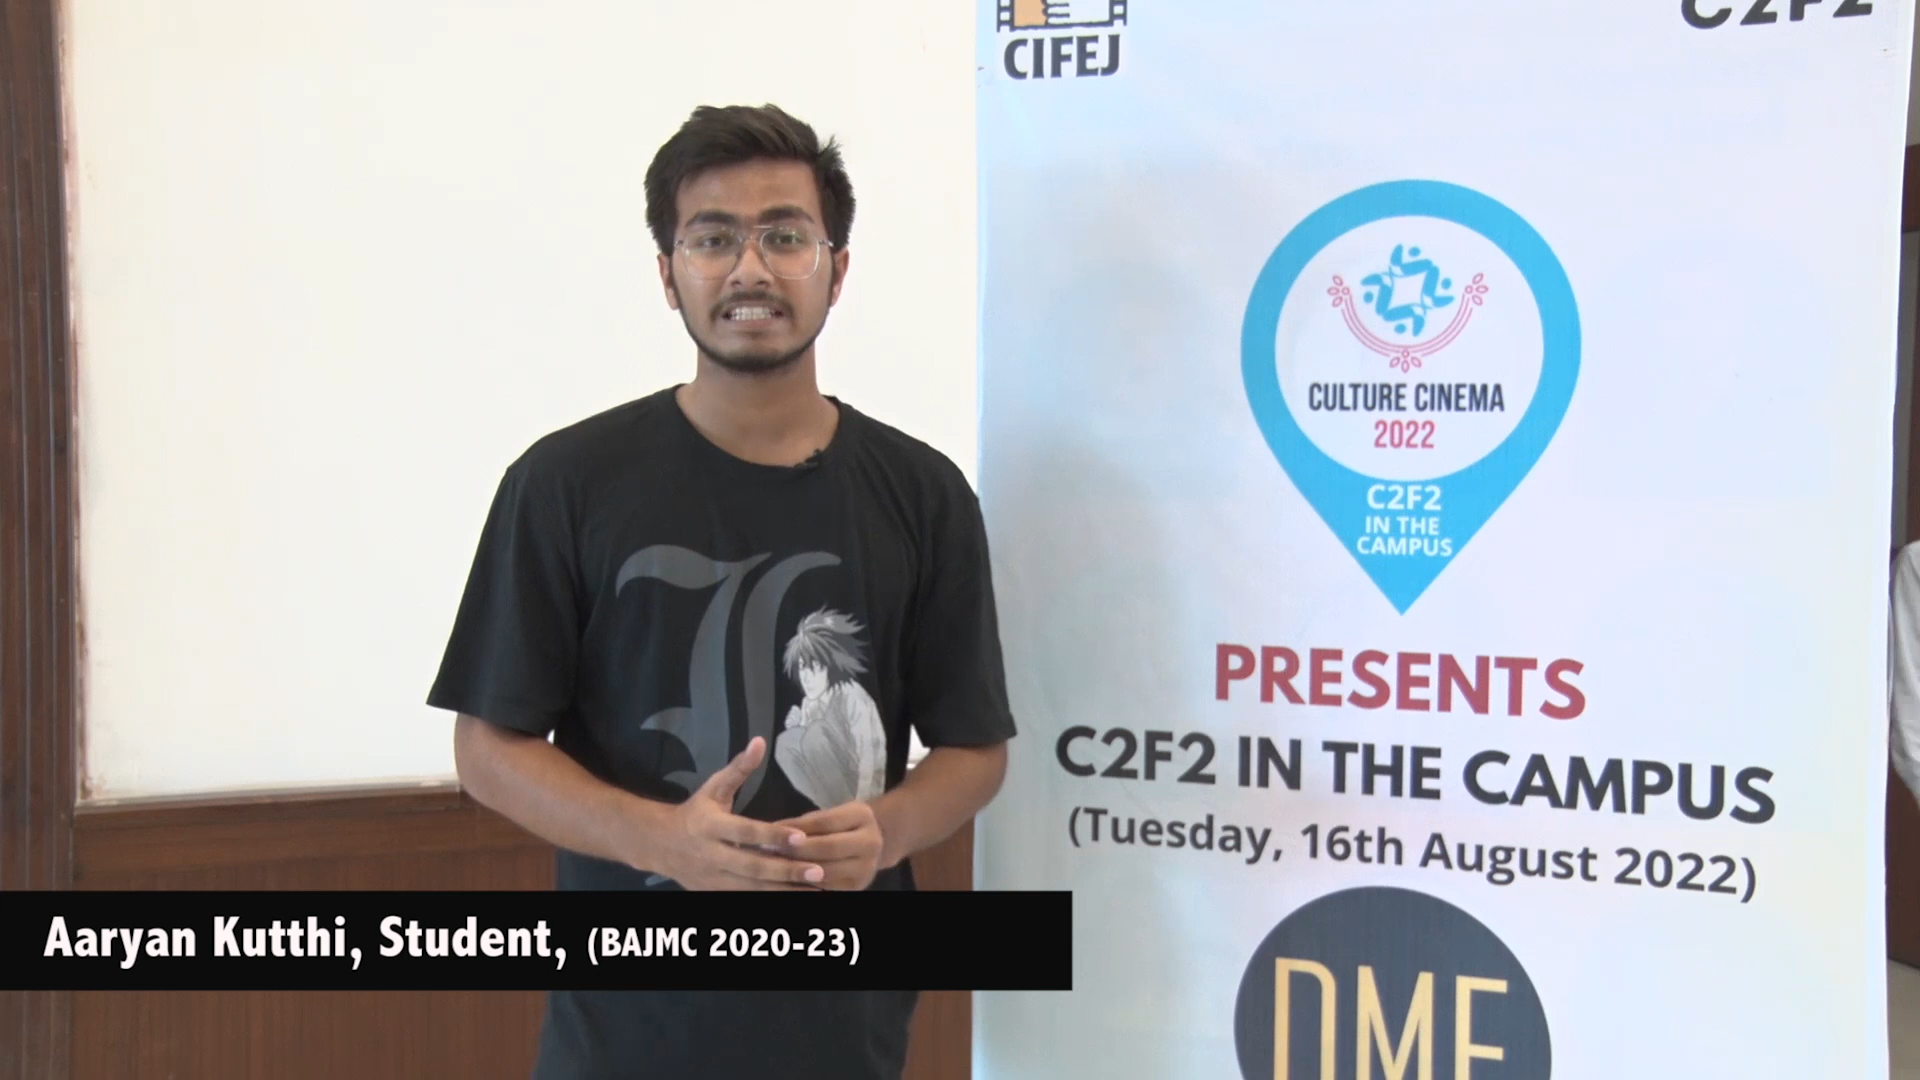 CIFEJ
C2F2
CULTURE CINEMA
2022
C2F2
IN THE
CAMPUS
PRESENTS
C2F2 IN THE CAMPUS
(Tuesday, 16th August 2022)
DME
Aaryan Kutthi, Student, (BAJMC 2020-23)